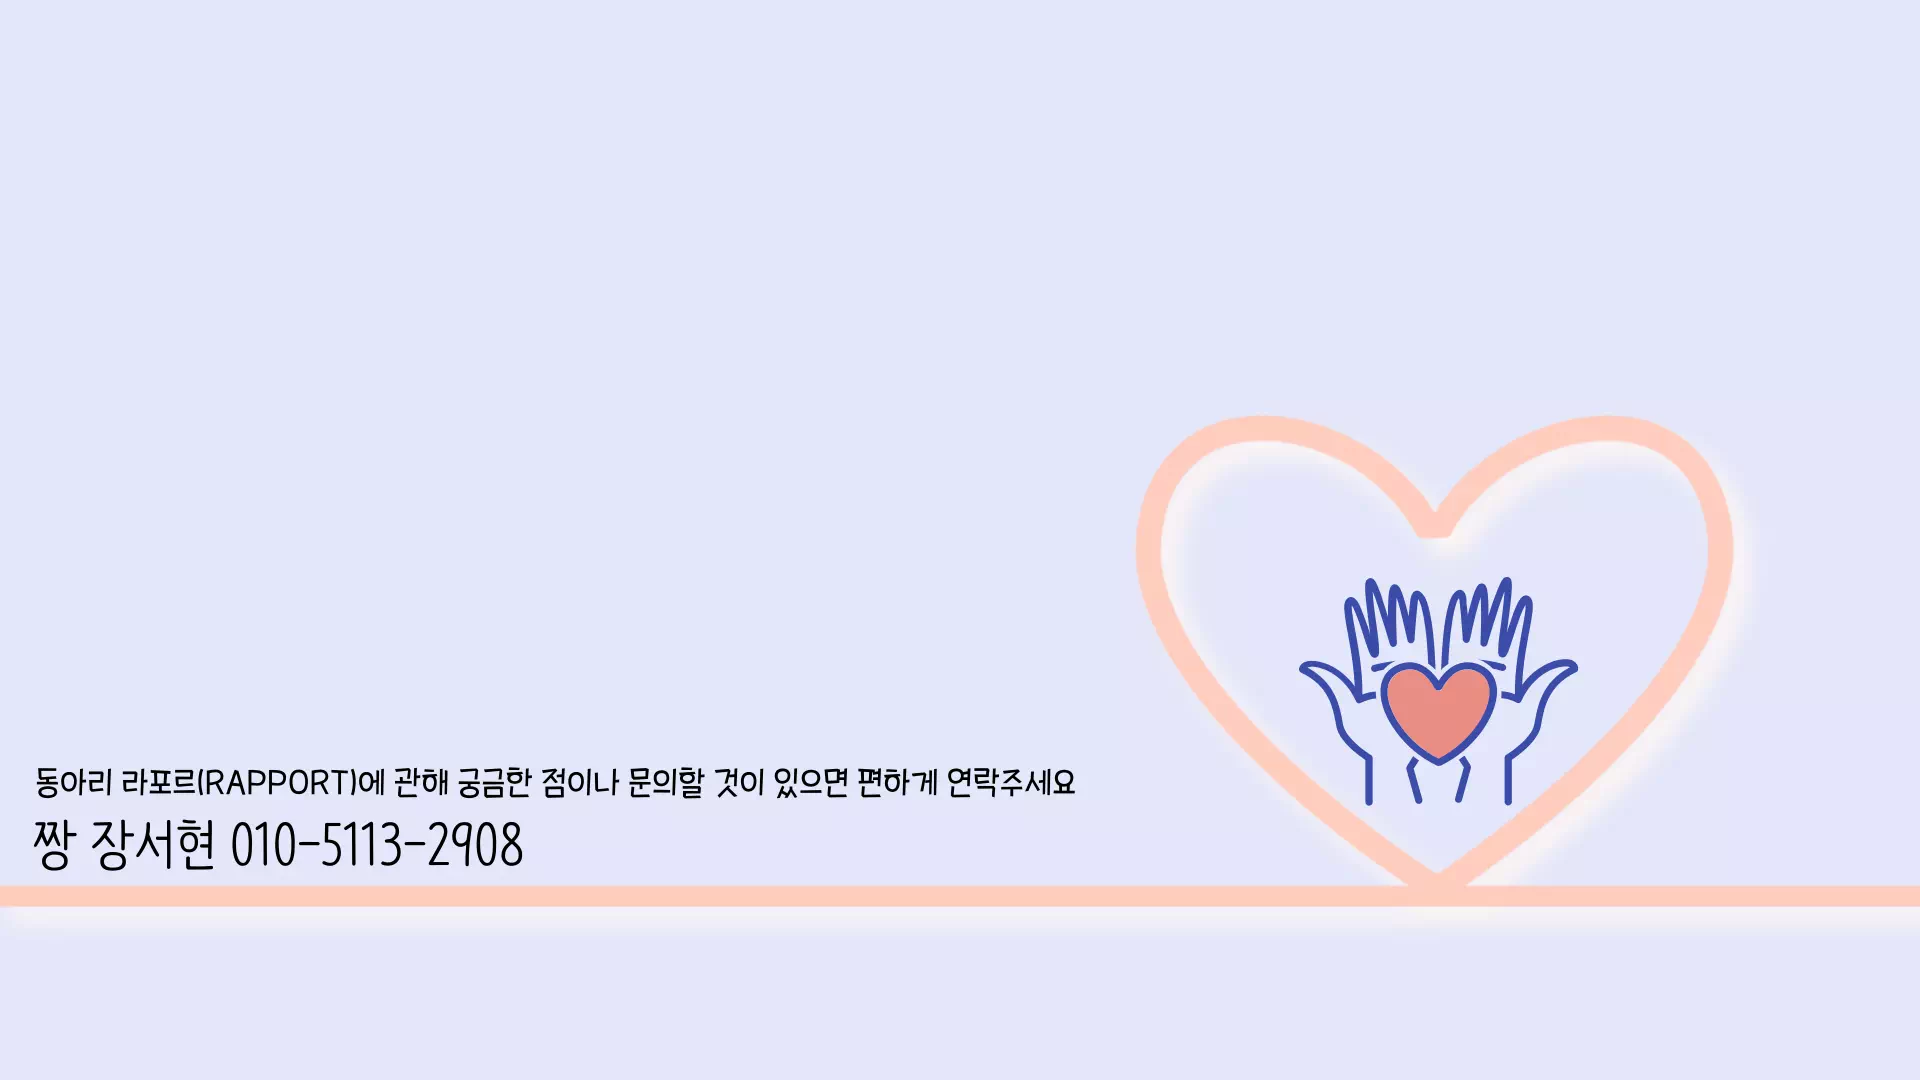 동아리 라포르(RAPPORT)에 관해 궁금한 점이나 문의할 것이 있으면 편하게 연락주세요
짱 장서현 010-5113-2908